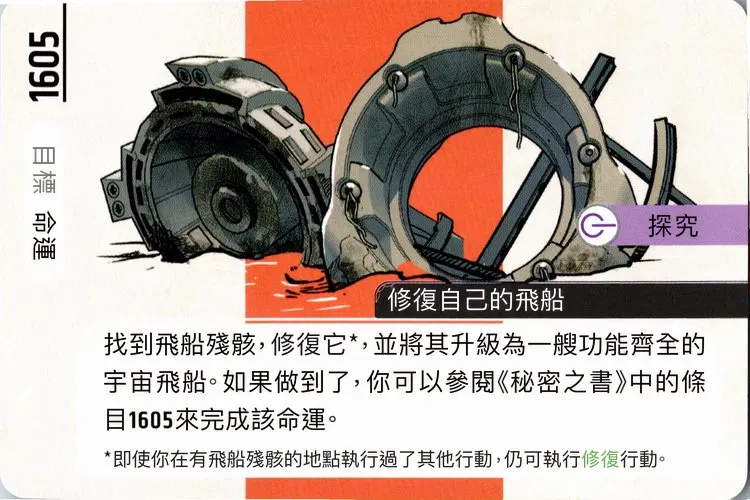 1605
目標 命運
探究
修復自己的飛船
找到飛船殘骸，修復它*，並將其升級為一艘功能齊全的
宇宙飛船。如果做到了，你可以參閱《秘密之書》中的條
目1605來完成該命運。
*即使你在有飛船殘骸的地點執行過了其他行動，仍可執行修復行動。